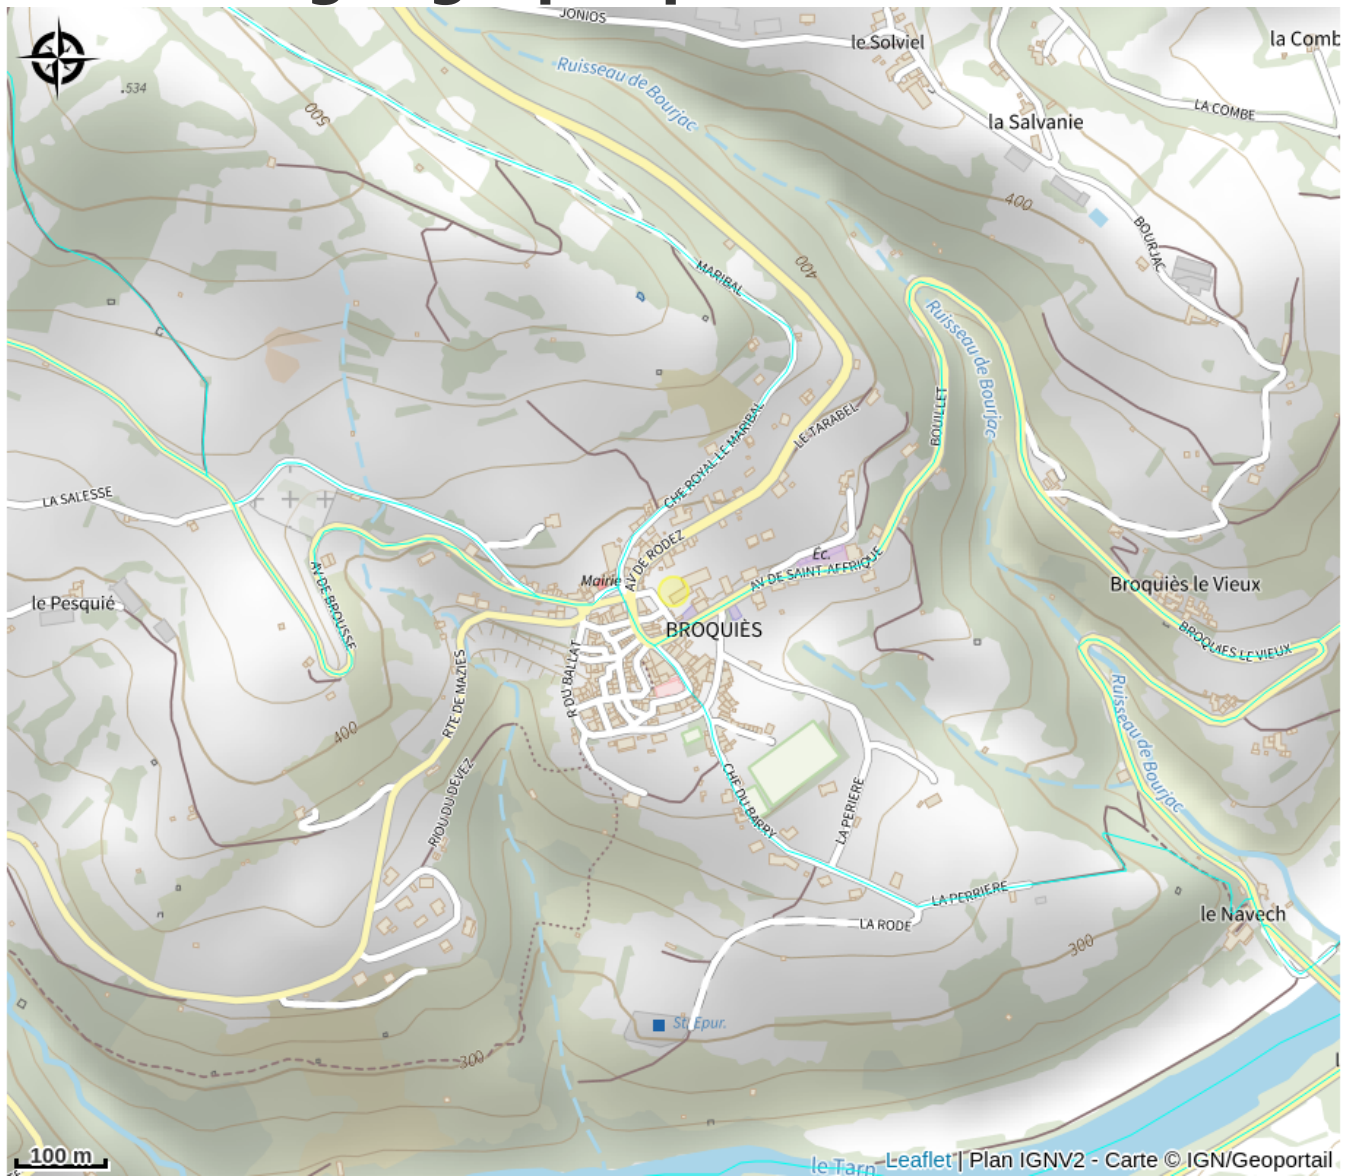 JONIOS
le Solviel
la Comb
Ruisseau de Bourjac
.534
500
LA COMBE
la Salvanie
400
BOURJAC
MARIBAL
400
Ruisseau de Bourjac
BOUILLET
LE TARABEL
CHE ROYAL LE MARIBAL
LA SALESSE
AV DE RODEZ
Éc.
AV DE SAINT-AFFRIQUE
Mairie
AV DE BROUSSE
le Pesquié
Broquiès le Vieux
BROQUIÈS
BROQUIES LE VIEUX
R DU BALLAT
RTE DE MAZIES
400
Ruisseau de Bourjac
RIOU DU DEVEZ
CHE DU BARRY
LA PERIERE
LA PERRIERE
LA RODE
le Navech
300
St. Epur.
300
100 m
le Tarn
Leaflet | Plan IGNV2 - Carte © IGN/Geoportail